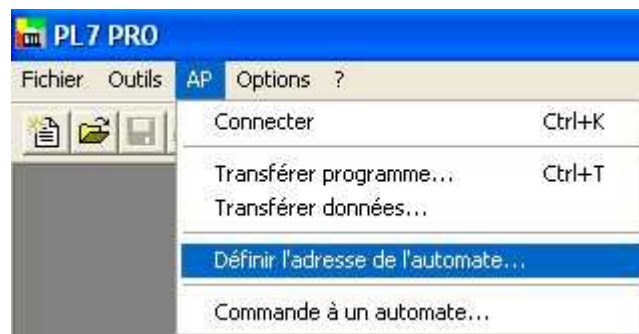 PL7 PRO
Fichier Outils AP Options ?
Connecter Ctrl+K
Transférer programme... Ctrl+T
Transférer données...
Définir l'adresse de l'automate...
Commande à un automate...